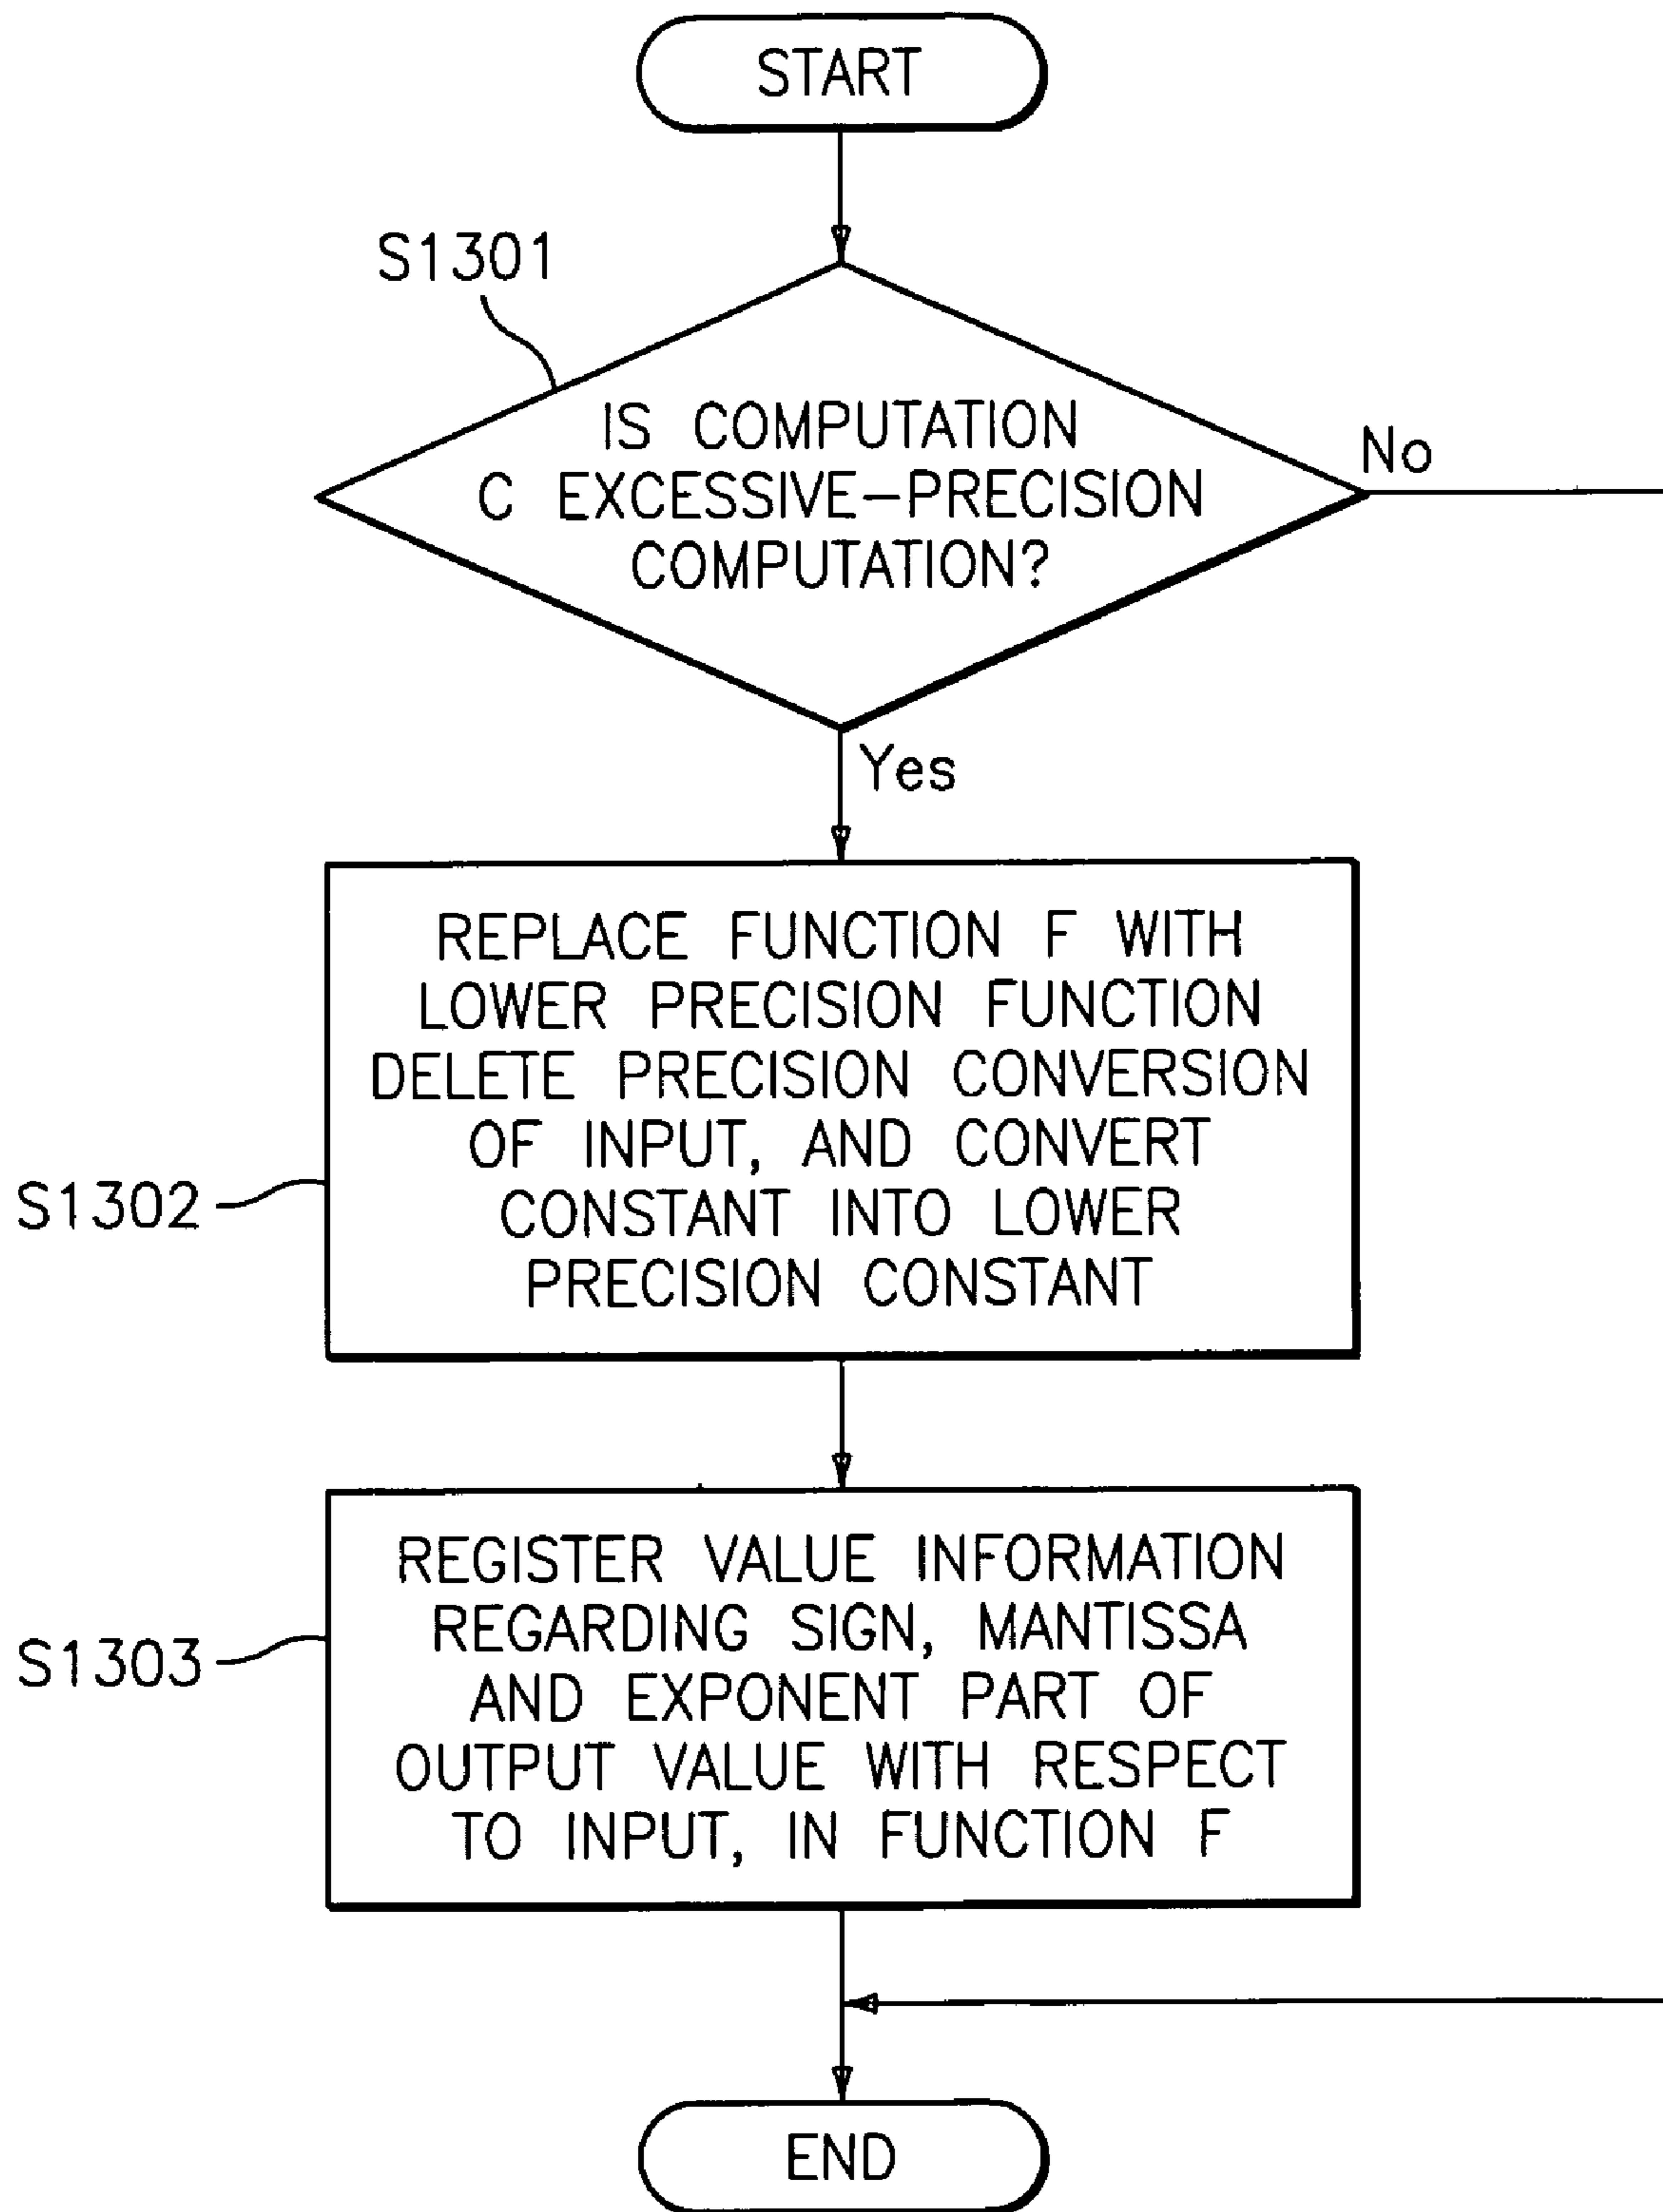 START
S1301
IS COMPUTATION
C EXCESSIVE-PRECISION
COMPUTATION?
No
Yes
REPLACE FUNCTION F WITH
LOWER PRECISION FUNCTION
DELETE PRECISION CONVERSION
OF INPUT, AND CONVERT
CONSTANT INTO LOWER
PRECISION CONSTANT
S1302
REGISTER VALUE INFORMATION
REGARDING SIGN, MANTISSA
AND EXPONENT PART OF
OUTPUT VALUE WITH RESPECT
TO INPUT, IN FUNCTION F
S1303
END